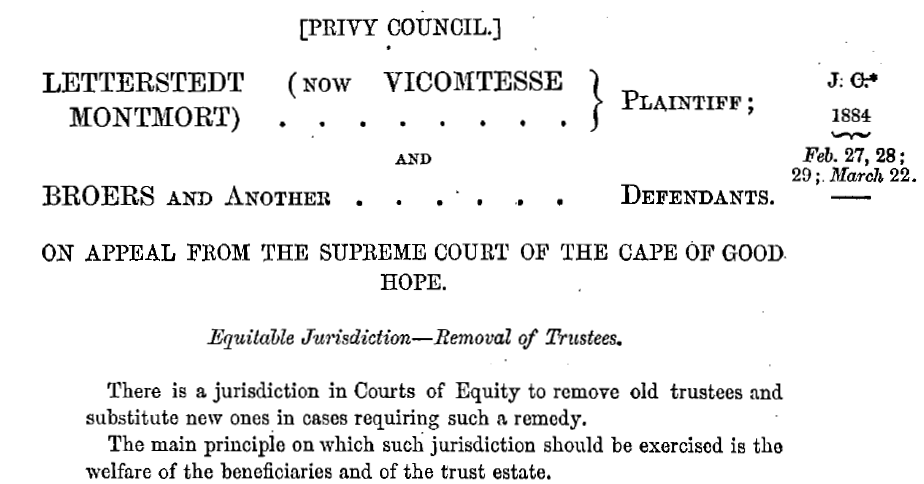 [PRIVY COUNCIL.]
LETTERSTEDT (NOW VICOMTESSE
MONTMORT) . . . . . . . .
} PLAINTIFF;
J. C.*
1884
Feb. 27, 28;
29; March 22.
AND
BROERS AND ANOTHER . . . . . . DEFENDANTS.
ON APPEAL FROM THE SUPREME COURT OF THE CAPE OF GOOD
HOPE.
Equitable Jurisdiction—Removal of Trustees.
There is a jurisdiction in Courts of Equity to remove old trustees and
substitute new ones in cases requiring such a remedy.
The main principle on which such jurisdiction should be exercised is the
welfare of the beneficiaries and of the trust estate.